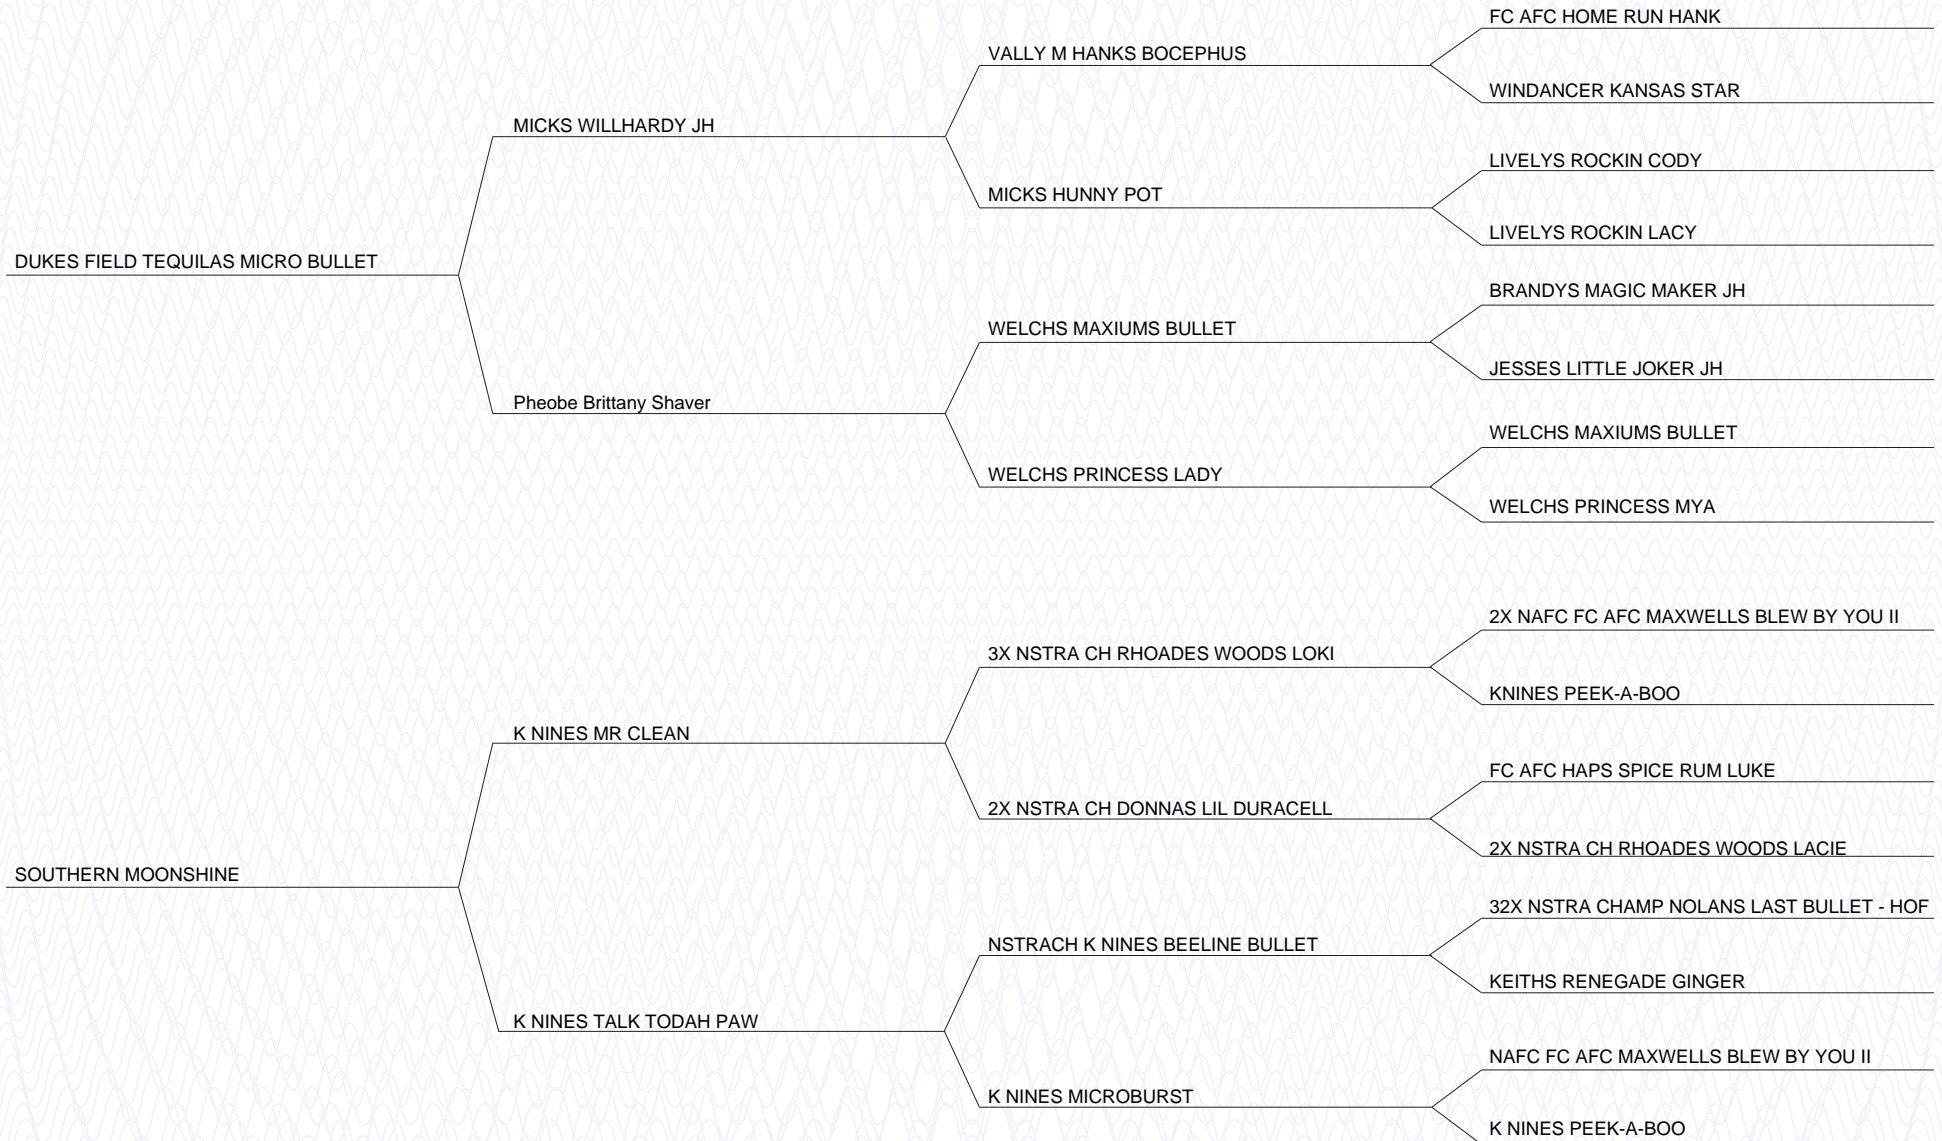 FC AFC HOME RUN HANK
VALLY M HANKS BOCEPHUS
WINDANCER KANSAS STAR
MICKS WILLHARDY JH
LIVELYS ROCKIN CODY
MICKS HUNNY POT
LIVELYS ROCKIN LACY
DUKES FIELD TEQUILAS MICRO BULLET
BRANDYS MAGIC MAKER JH
WELCHS MAXIUMS BULLET
JESSES LITTLE JOKER JH
Pheobe Brittany Shaver
WELCHS MAXIUMS BULLET
WELCHS PRINCESS LADY
WELCHS PRINCESS MYA
2X NAFC FC AFC MAXWELLS BLEW BY YOU II
3X NSTRA CH RHOADES WOODS LOKI
KNINES PEEK-A-BOO
K NINES MR CLEAN
FC AFC HAPS SPICE RUM LUKE
2X NSTRA CH DONNAS LIL DURACELL
2X NSTRA CH RHOADES WOODS LACIE
SOUTHERN MOONSHINE
32X NSTRA CHAMP NOLANS LAST BULLET - HOF
NSTRACH K NINES BEELINE BULLET
KEITHS RENEGADE GINGER
K NINES TALK TODAH PAW
NAFC FC AFC MAXWELLS BLEW BY YOU II
K NINES MICROBURST
K NINES PEEK-A-BOO